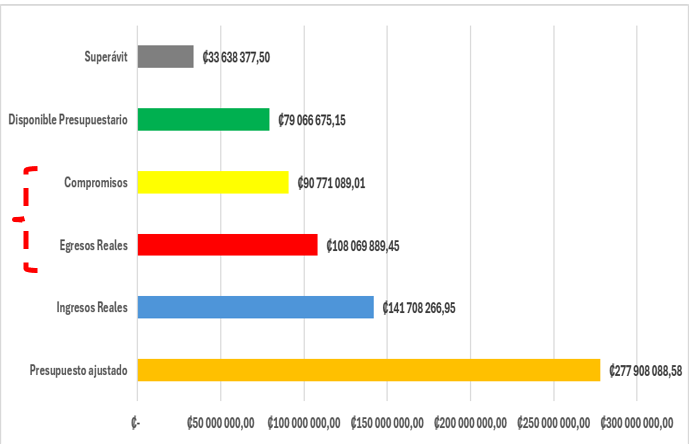 Superávit ₡33 638 377,50
Disponible Presupuestario ₡79 066 675,15
Compromisos ₡90 771 089,01
Egresos Reales ₡108 069 889,45
Ingresos Reales ₡141 708 266,95
Presupuesto ajustado ₡277 908 088,58
₡- ₡50 000 000,00 ₡100 000 000,00 ₡150 000 000,00 ₡200 000 000,00 ₡250 000 000,00 ₡300 000 000,00